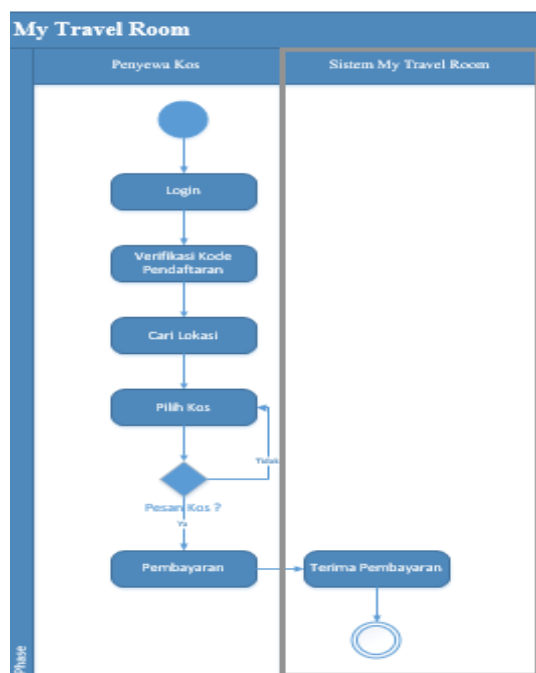 My Travel Room
Penyewa Kos
Sistem My Travel Room
Login
Verifikasi Kode
Pendaftaran
Cari Lokasi
Pilih Kos
Tidak
Pesan Kos ?
Ya
Pembayaran
Terima Pembayaran
Phase